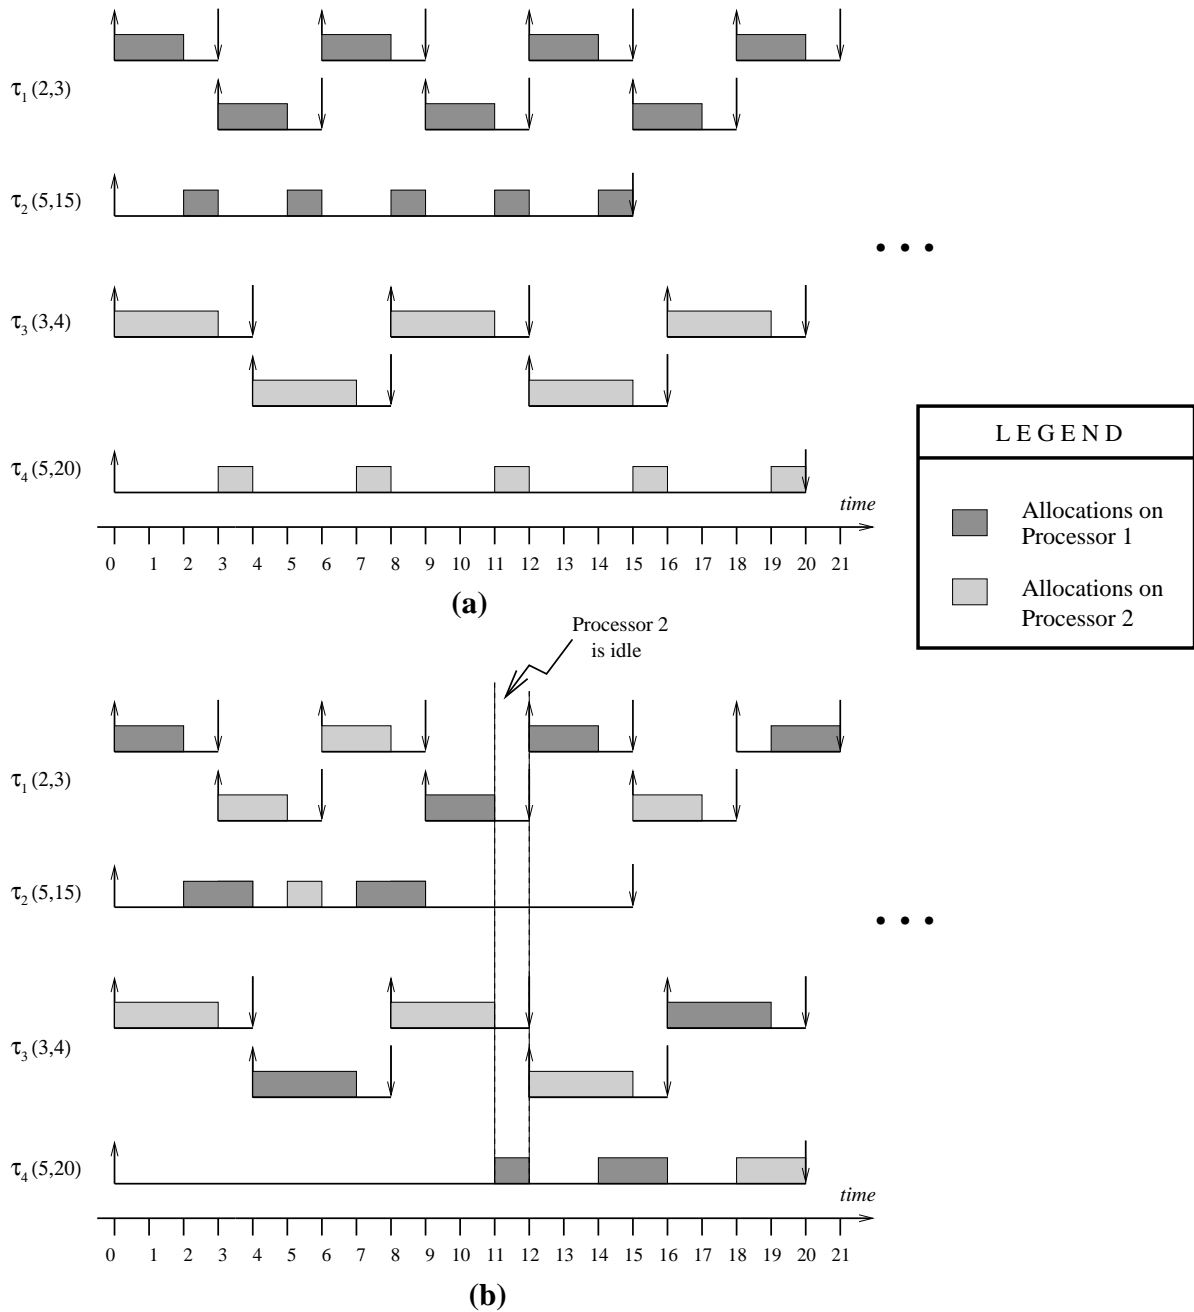 τ1 (2,3)
τ2 (5,15)
• • •
τ3 (3,4)
τ4 (5,20)
time
0 1 2 3 4 5 6 7 8 9 10 11 12 13 14 15 16 17 18 19 20 21
(a)
LEGEND
Allocations on
Processor 1
Allocations on
Processor 2
Processor 2
is idle
τ1 (2,3)
τ2 (5,15)
• • •
τ3 (3,4)
τ4 (5,20)
time
0 1 2 3 4 5 6 7 8 9 10 11 12 13 14 15 16 17 18 19 20 21
(b)